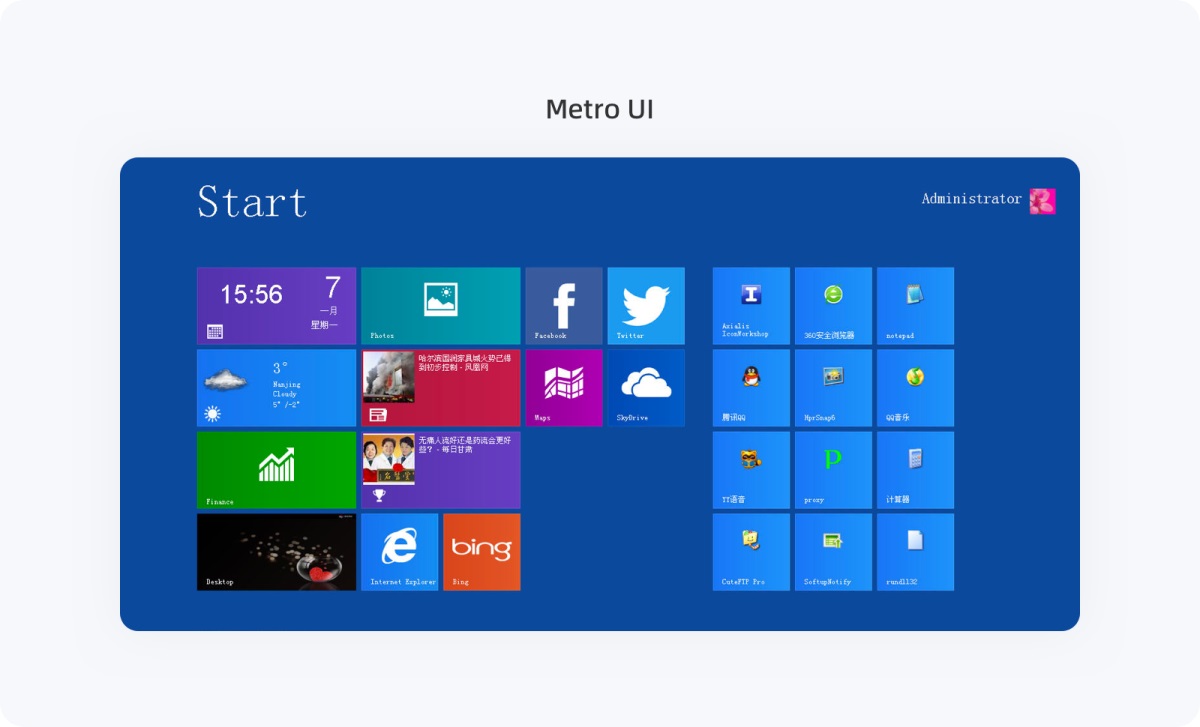 Metro UI
Start
Administrator
15:56
7
一月
星期一
Photos
Facebook
Twitter
Axialis
IconWorkshop
360安全浏览器
notepad
3°
Nanjing
Cloudy
5° /-2°
哈尔滨国润家具城火势已得
到初步控制 - 凤凰网
Maps
SkyDrive
腾讯QQ
HprSnap6
QQ音乐
Finance
无痛人流好还是药流会更好
些? - 每日甘肃
TT语音
P
proxy
计算器
Desktop
Internet Explorer
bing
Bing
CuteFTP Pro
SoftupNotify
rundll32